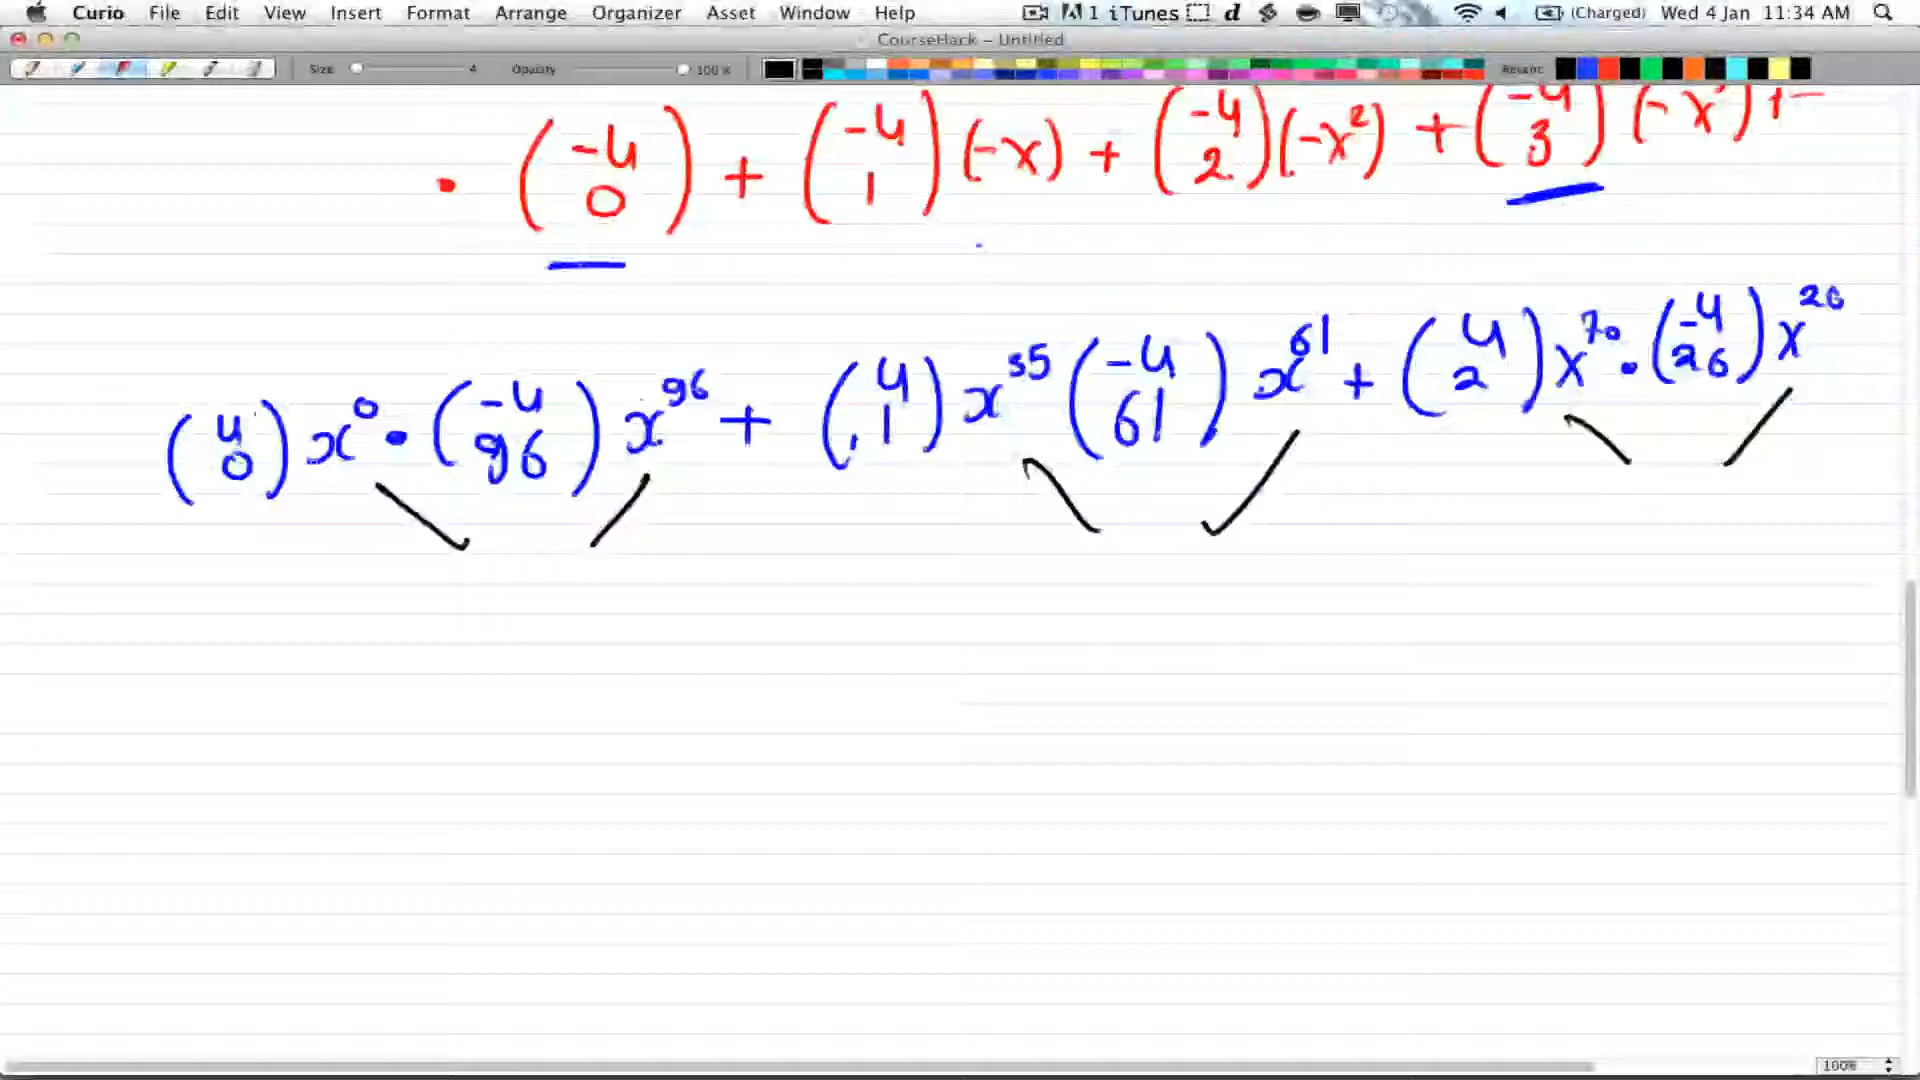 Curio File Edit View Insert Format Arrange Organizer Asset Window Help 1 iTunes d (Charged) Wed 4 Jan 11:34 AM
CourseHack – Untitled
Size 4 Opacity 100 % Recent
• (-4 0) + (-4 1) (-x) + (-4 2) (-x²) + (-4 3) (-x
(4 0) x⁰ • (-4 96) x⁹⁶ + (4 1) x³⁵ (-4 61) x⁶¹ + (4 2) x⁷⁰ • (-4 26) x²⁶
100%